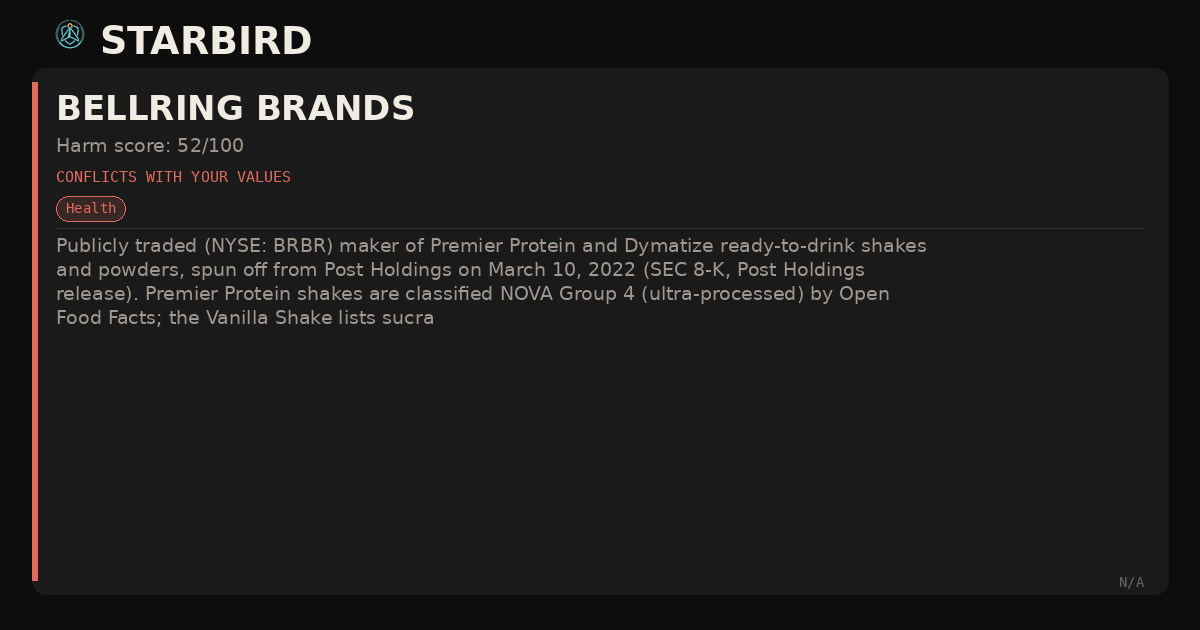 STARBIRD
BELLRING BRANDS
Harm score: 52/100
CONFLICTS WITH YOUR VALUES
Health
Publicly traded (NYSE: BRBR) maker of Premier Protein and Dymatize ready-to-drink shakes
and powders, spun off from Post Holdings on March 10, 2022 (SEC 8-K, Post Holdings
release). Premier Protein shakes are classified NOVA Group 4 (ultra-processed) by Open
Food Facts; the Vanilla Shake lists sucra
N/A